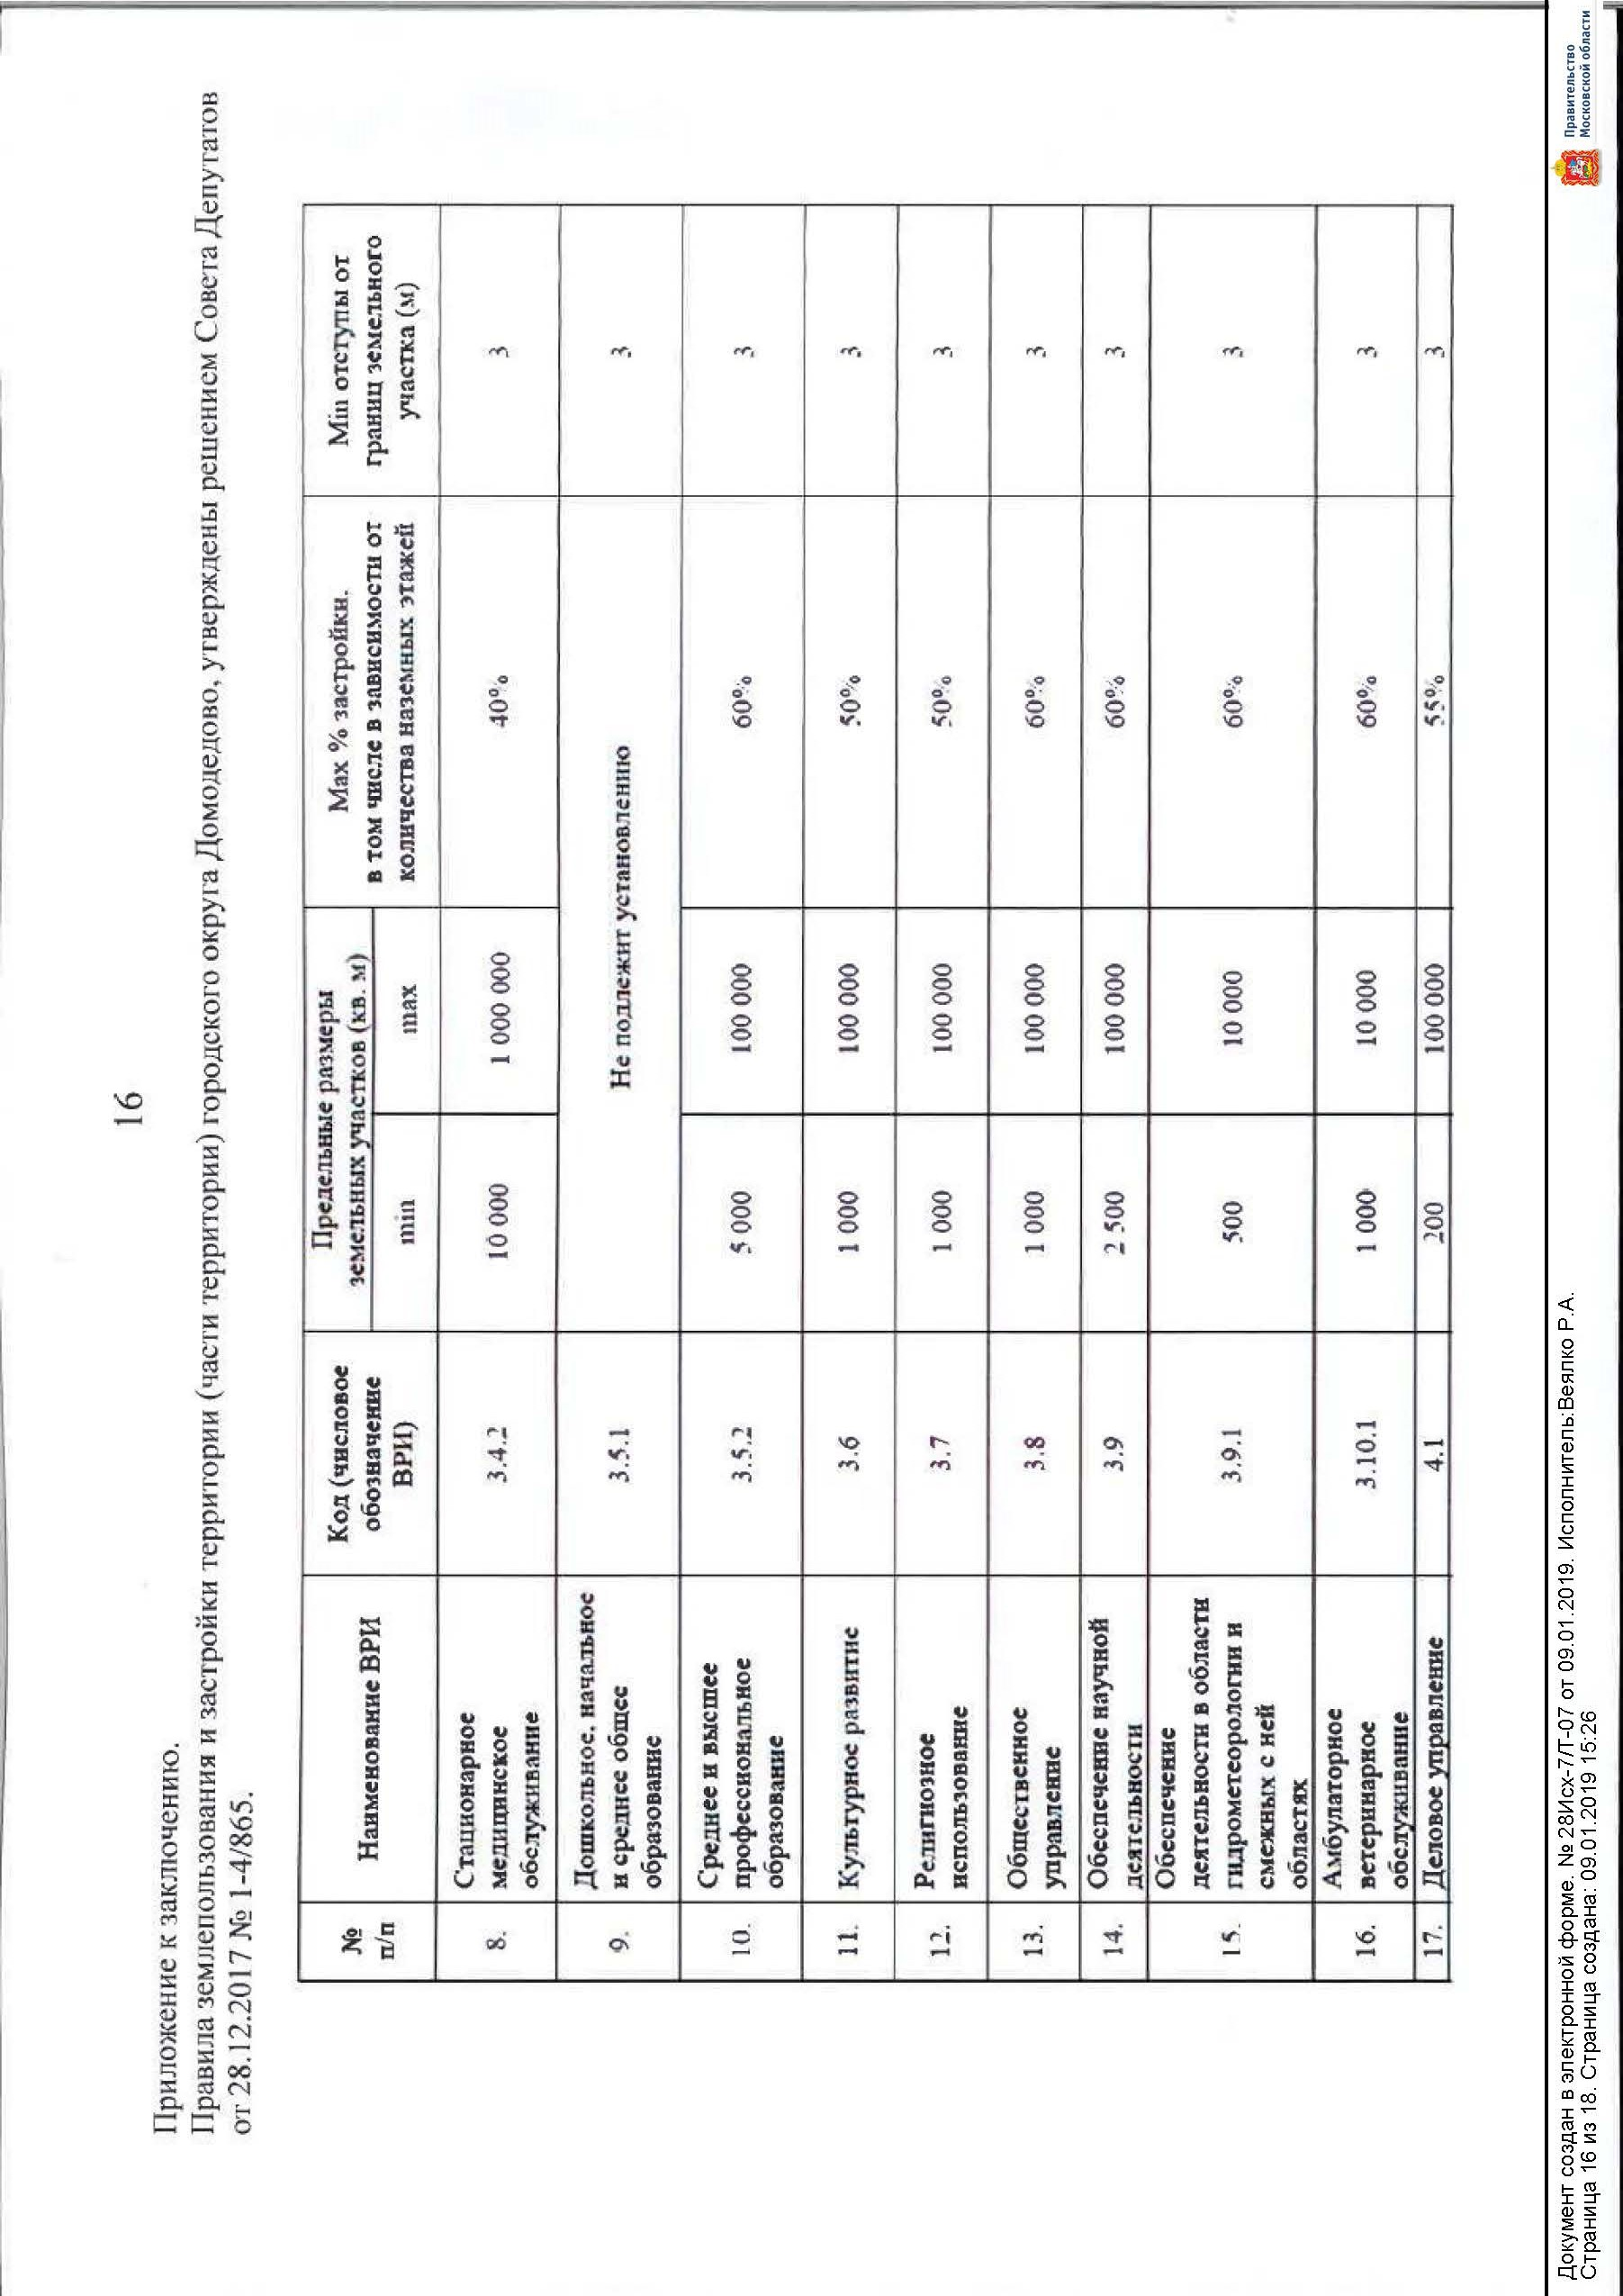 16
Приложение к заключению.
Правила землепользования и застройки территории (части территории) городского округа Домодедово, утверждены решением Совета Депутатов
от 28.12.2017 № 1-4/865.
№
п/п
Наименование ВРИ
Код (числовое
обозначение
ВРИ)
Предельные размеры
земельных участков (кв. м)
min
max
Max % застройки.
в том числе в зависимости от
количества наземных этажей
Min отступы от
границ земельного
участка (м)
8.
Стационарное
медицинское
обслуживание
3.4.2
10 000
1 000 000
40%
3
9.
Дошкольное, начальное
и среднее общее
образование
3.5.1
Не подлежит установлению
3
10.
Среднее и высшее
профессиональное
образование
3.5.2
5 000
100 000
60%
3
11.
Культурное развитие
3.6
1 000
100 000
50%
3
12.
Религиозное
использование
3.7
1 000
100 000
50%
3
13.
Общественное
управление
3.8
1 000
100 000
60%
3
14.
Обеспечение научной
деятельности
3.9
2 500
100 000
60%
3
15.
Обеспечение
деятельности в области
гидрометеорологии и
смежных с ней
областях
3.9.1
500
10 000
60%
3
16.
Амбулаторное
ветеринарное
обслуживание
3.10.1
1 000
10 000
60%
3
17.
Деловое управление
4.1
200
100 000
55%
3
Документ создан в электронной форме. № 28Исх-7/Т-07 от 09.01.2019. Исполнитель:Веялко Р.А.
Страница 16 из 18. Страница создана: 09.01.2019 15:26
Правительство
Московской области